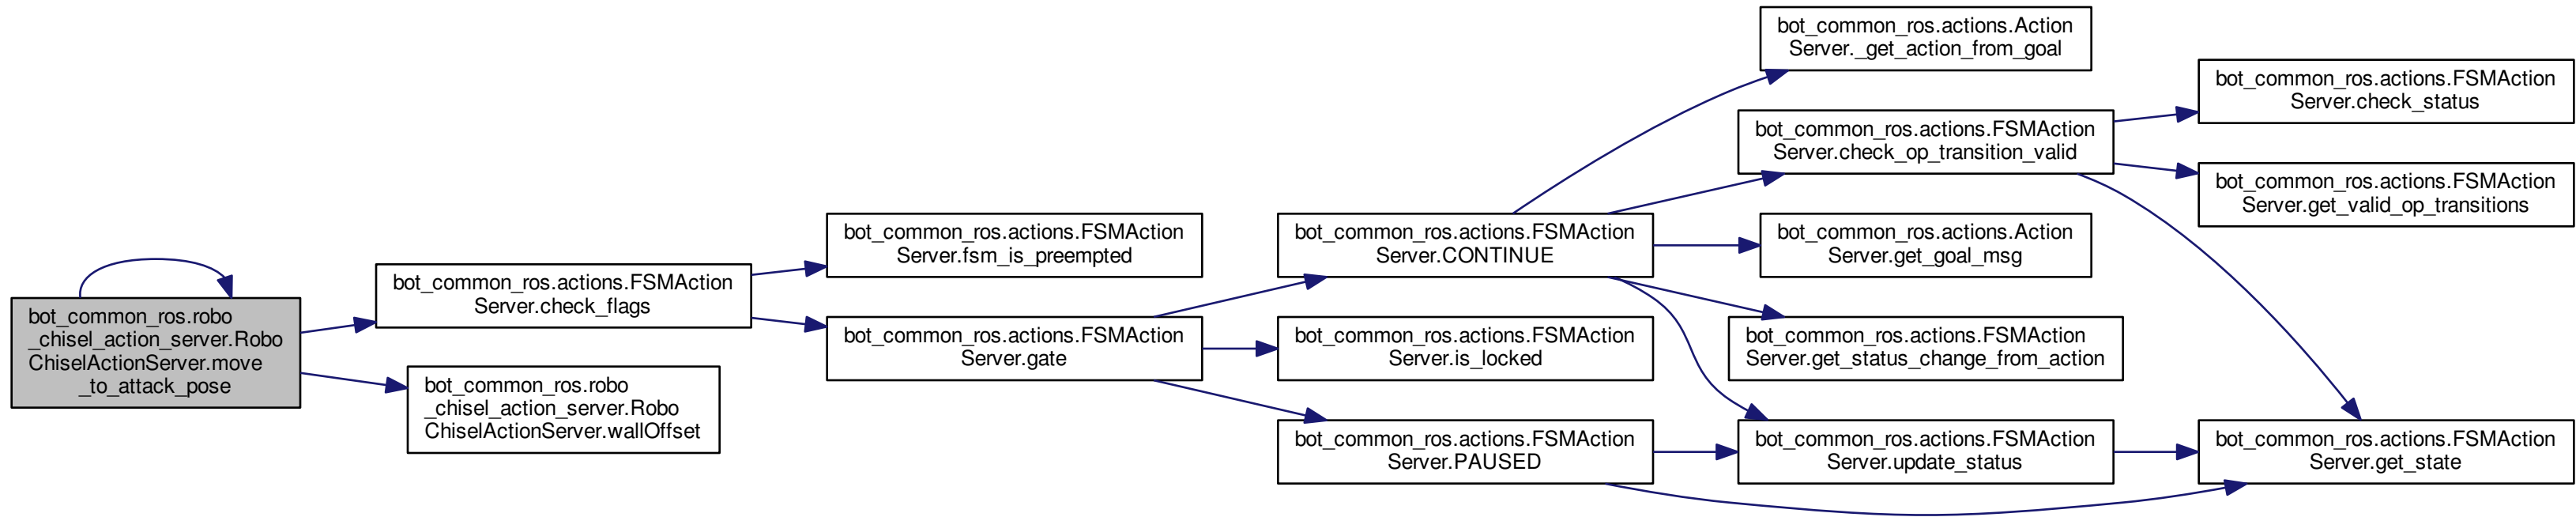 bot_common_ros.robo
_chisel_action_server.Robo
ChiselActionServer.move
_to_attack_pose
bot_common_ros.actions.FSMAction
Server.check_flags
bot_common_ros.robo
_chisel_action_server.Robo
ChiselActionServer.wallOffset
bot_common_ros.actions.FSMAction
Server.fsm_is_preempted
bot_common_ros.actions.FSMAction
Server.gate
bot_common_ros.actions.FSMAction
Server.CONTINUE
bot_common_ros.actions.FSMAction
Server.is_locked
bot_common_ros.actions.FSMAction
Server.PAUSED
bot_common_ros.actions.Action
Server._get_action_from_goal
bot_common_ros.actions.FSMAction
Server.check_op_transition_valid
bot_common_ros.actions.Action
Server.get_goal_msg
bot_common_ros.actions.FSMAction
Server.get_status_change_from_action
bot_common_ros.actions.FSMAction
Server.update_status
bot_common_ros.actions.FSMAction
Server.check_status
bot_common_ros.actions.FSMAction
Server.get_valid_op_transitions
bot_common_ros.actions.FSMAction
Server.get_state